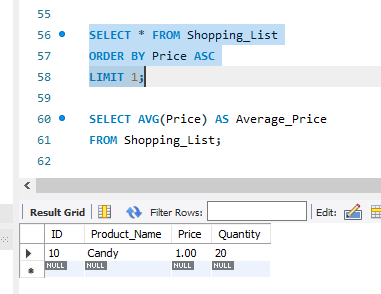 55
56 SELECT * FROM Shopping_List
57 ORDER BY Price ASC
58 LIMIT 1;
59
60 SELECT AVG(Price) AS Average_Price
61 FROM Shopping_List;
62
Result Grid Filter Rows: Edit:
ID Product_Name Price Quantity
10 Candy 1.00 20
NULL NULL NULL NULL